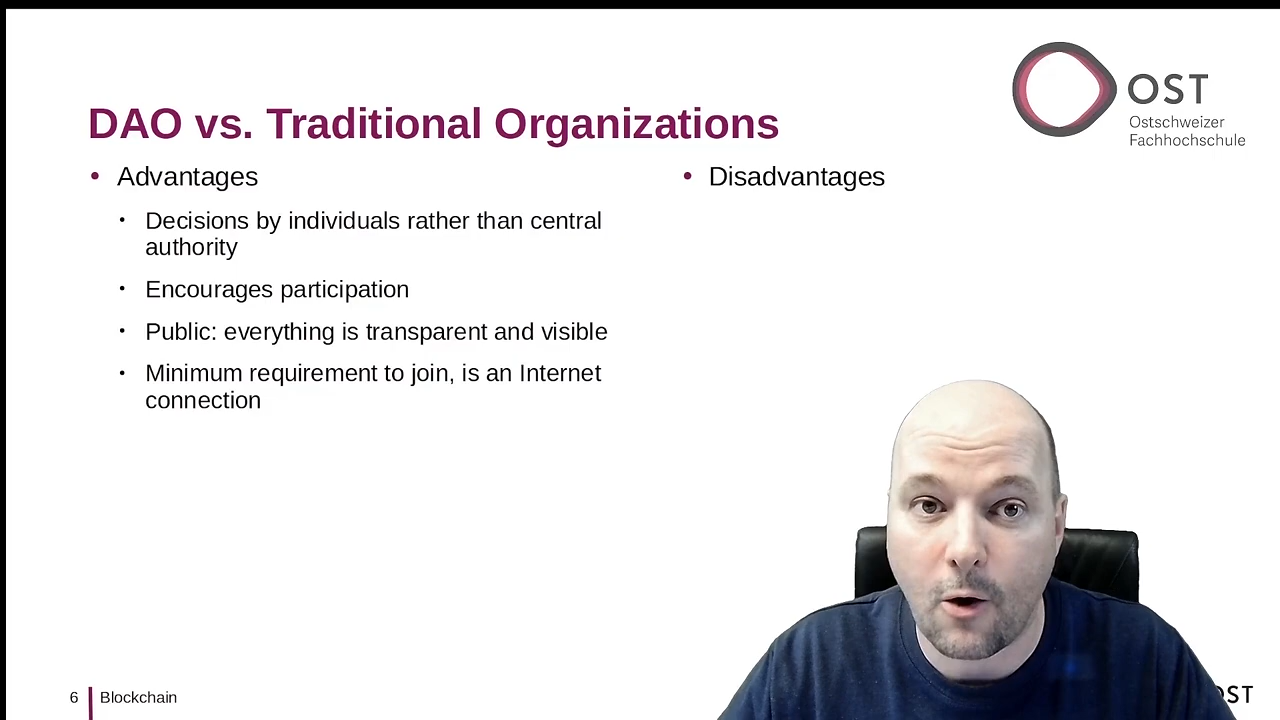 OST
Ostschweizer
Fachhochschule
DAO vs. Traditional Organizations
• Advantages
• Decisions by individuals rather than central
authority
• Encourages participation
• Public: everything is transparent and visible
• Minimum requirement to join, is an Internet
connection
• Disadvantages
6
Blockchain
OST